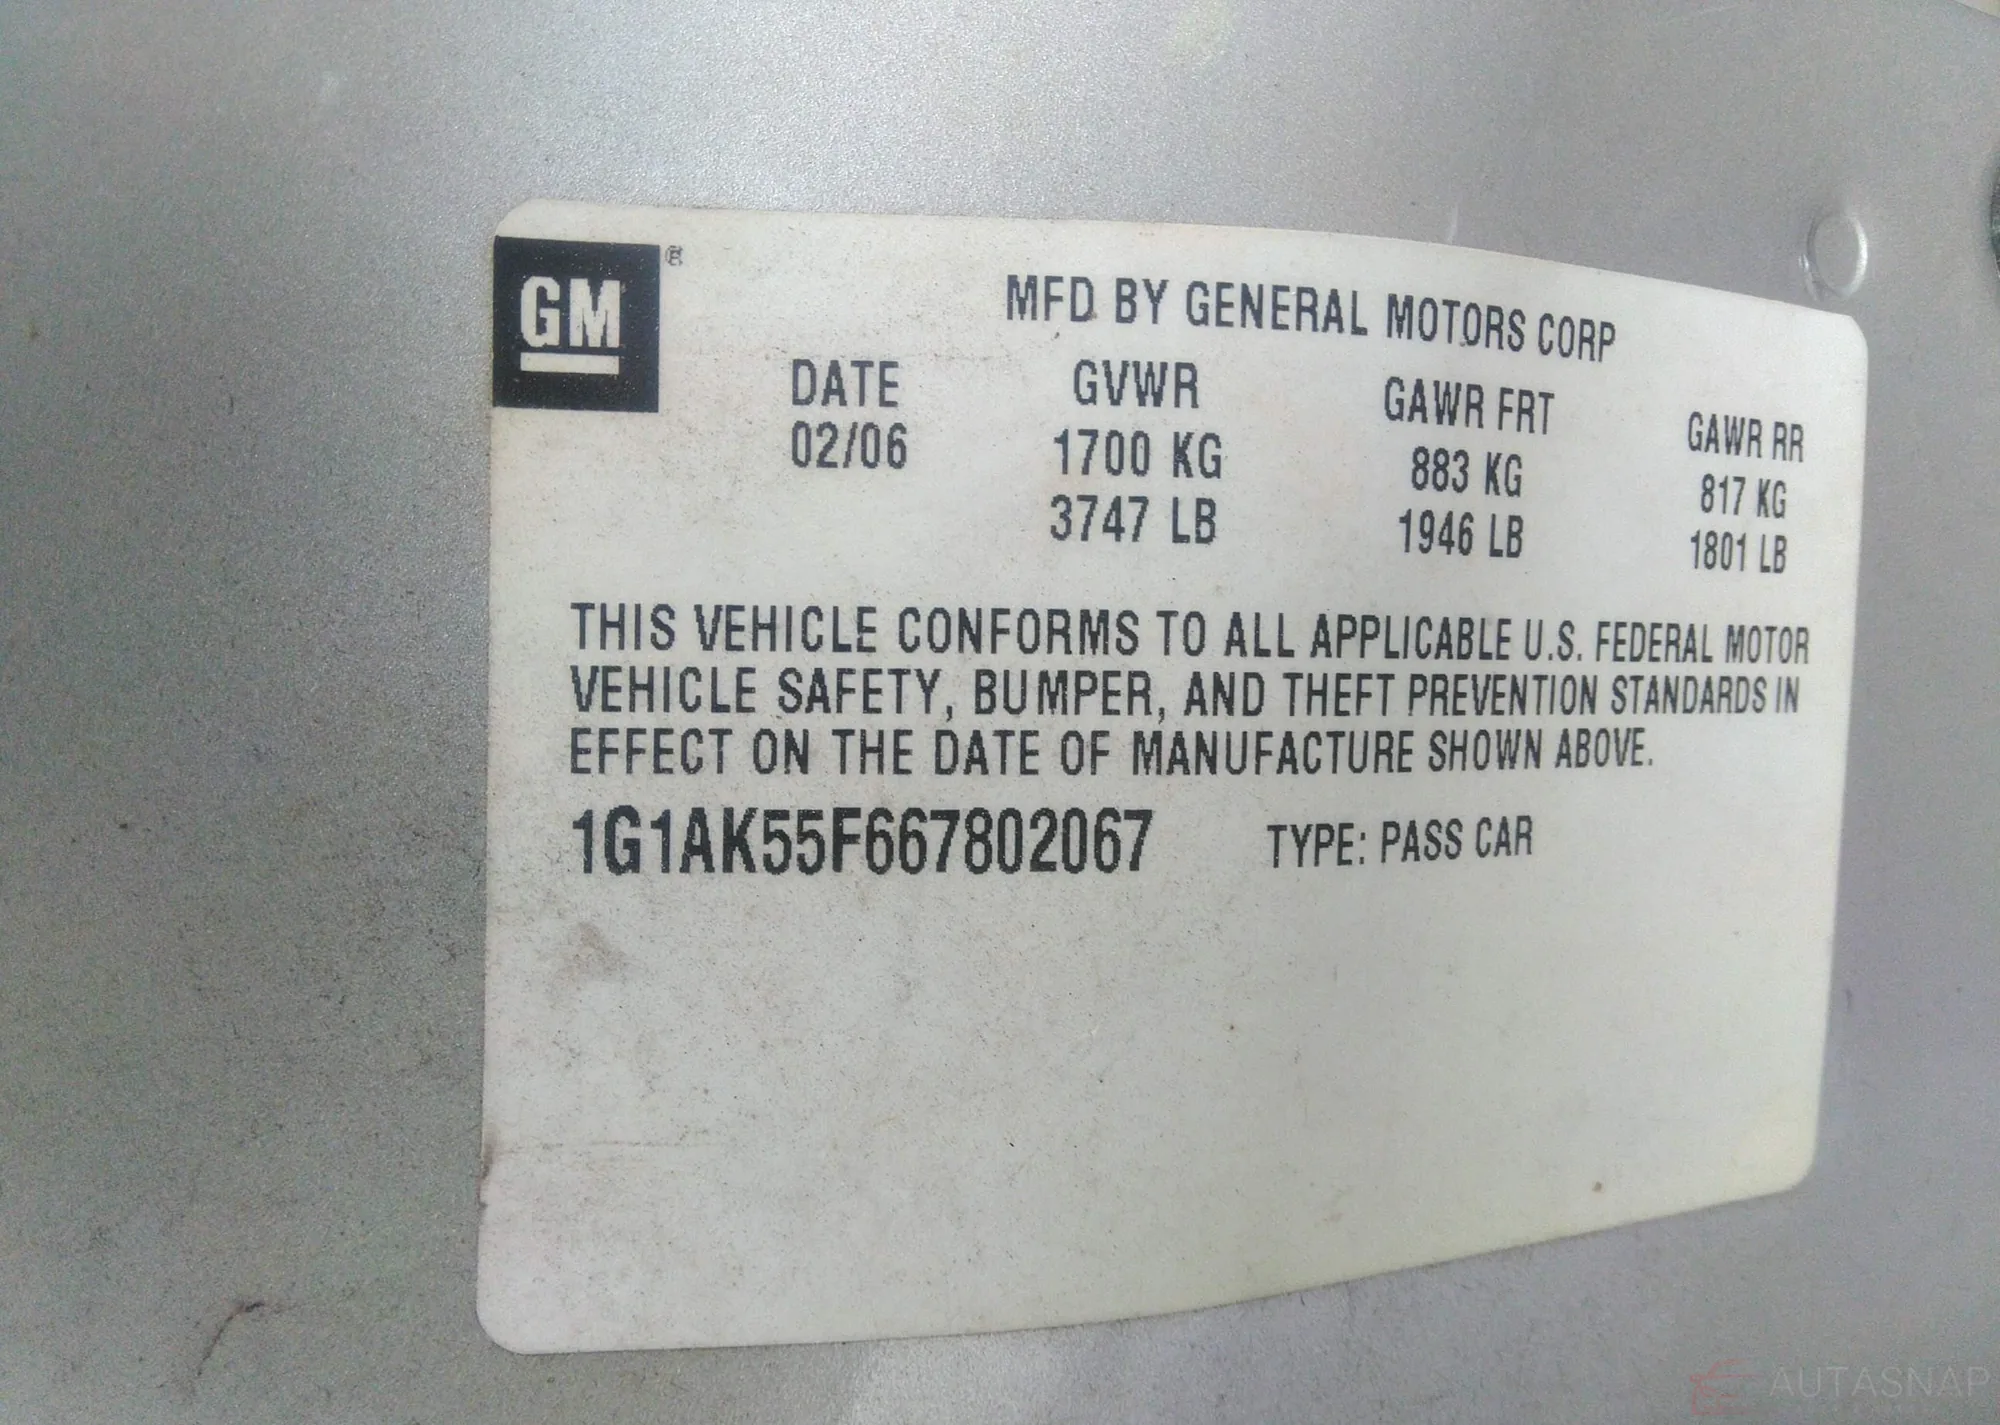 GM ®
MFD BY GENERAL MOTORS CORP
DATE GVWR GAWR FRT GAWR RR
02/06 1700 KG 883 KG 817 KG
3747 LB 1946 LB 1801 LB
THIS VEHICLE CONFORMS TO ALL APPLICABLE U.S. FEDERAL MOTOR
VEHICLE SAFETY, BUMPER, AND THEFT PREVENTION STANDARDS IN
EFFECT ON THE DATE OF MANUFACTURE SHOWN ABOVE.
1G1AK55F667802067 TYPE: PASS CAR
AUTASNAP